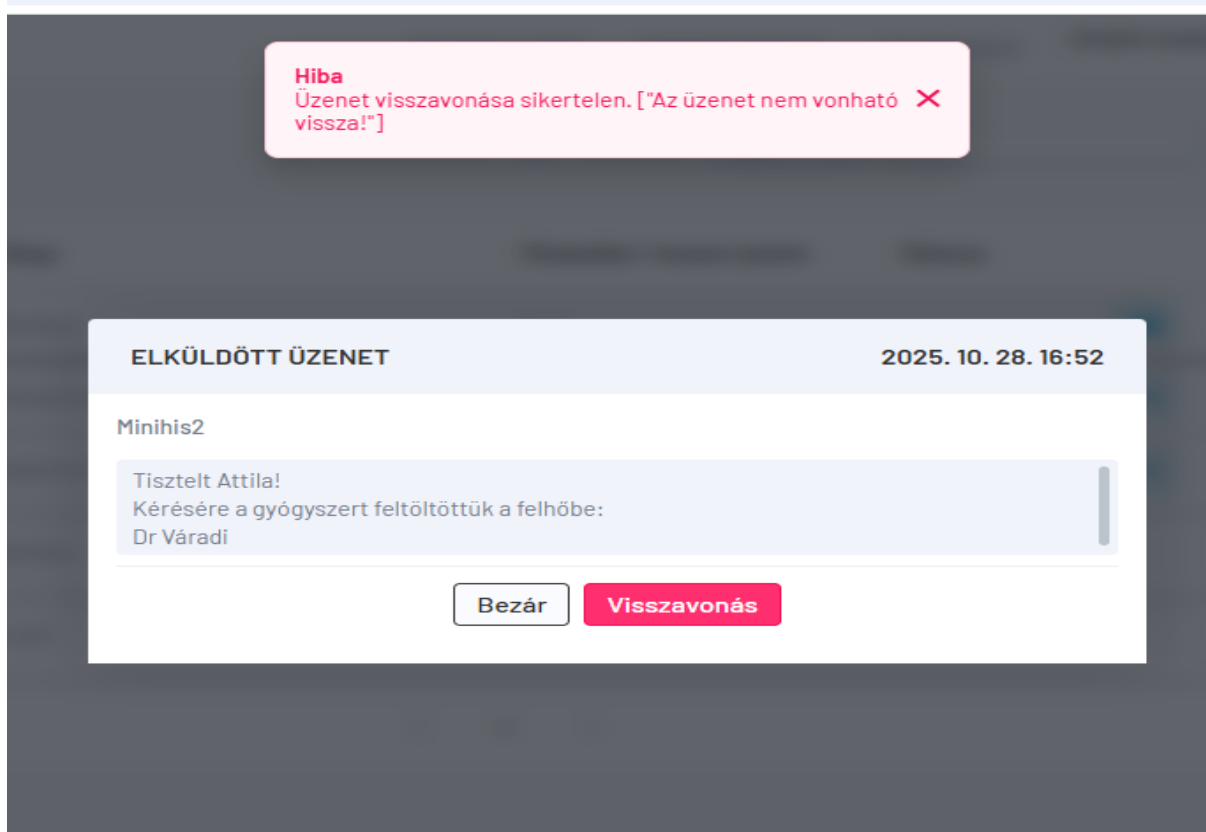 Hiba
Üzenet visszavonása sikertelen. ["Az üzenet nem vonható
vissza!"]
ELKÜLDÖTT ÜZENET
2025. 10. 28. 16:52
Minihis2
Tisztelt Attila!
Kérésére a gyógyszert feltöltöttük a felhőbe:
Dr Váradi
Bezár
Visszavonás